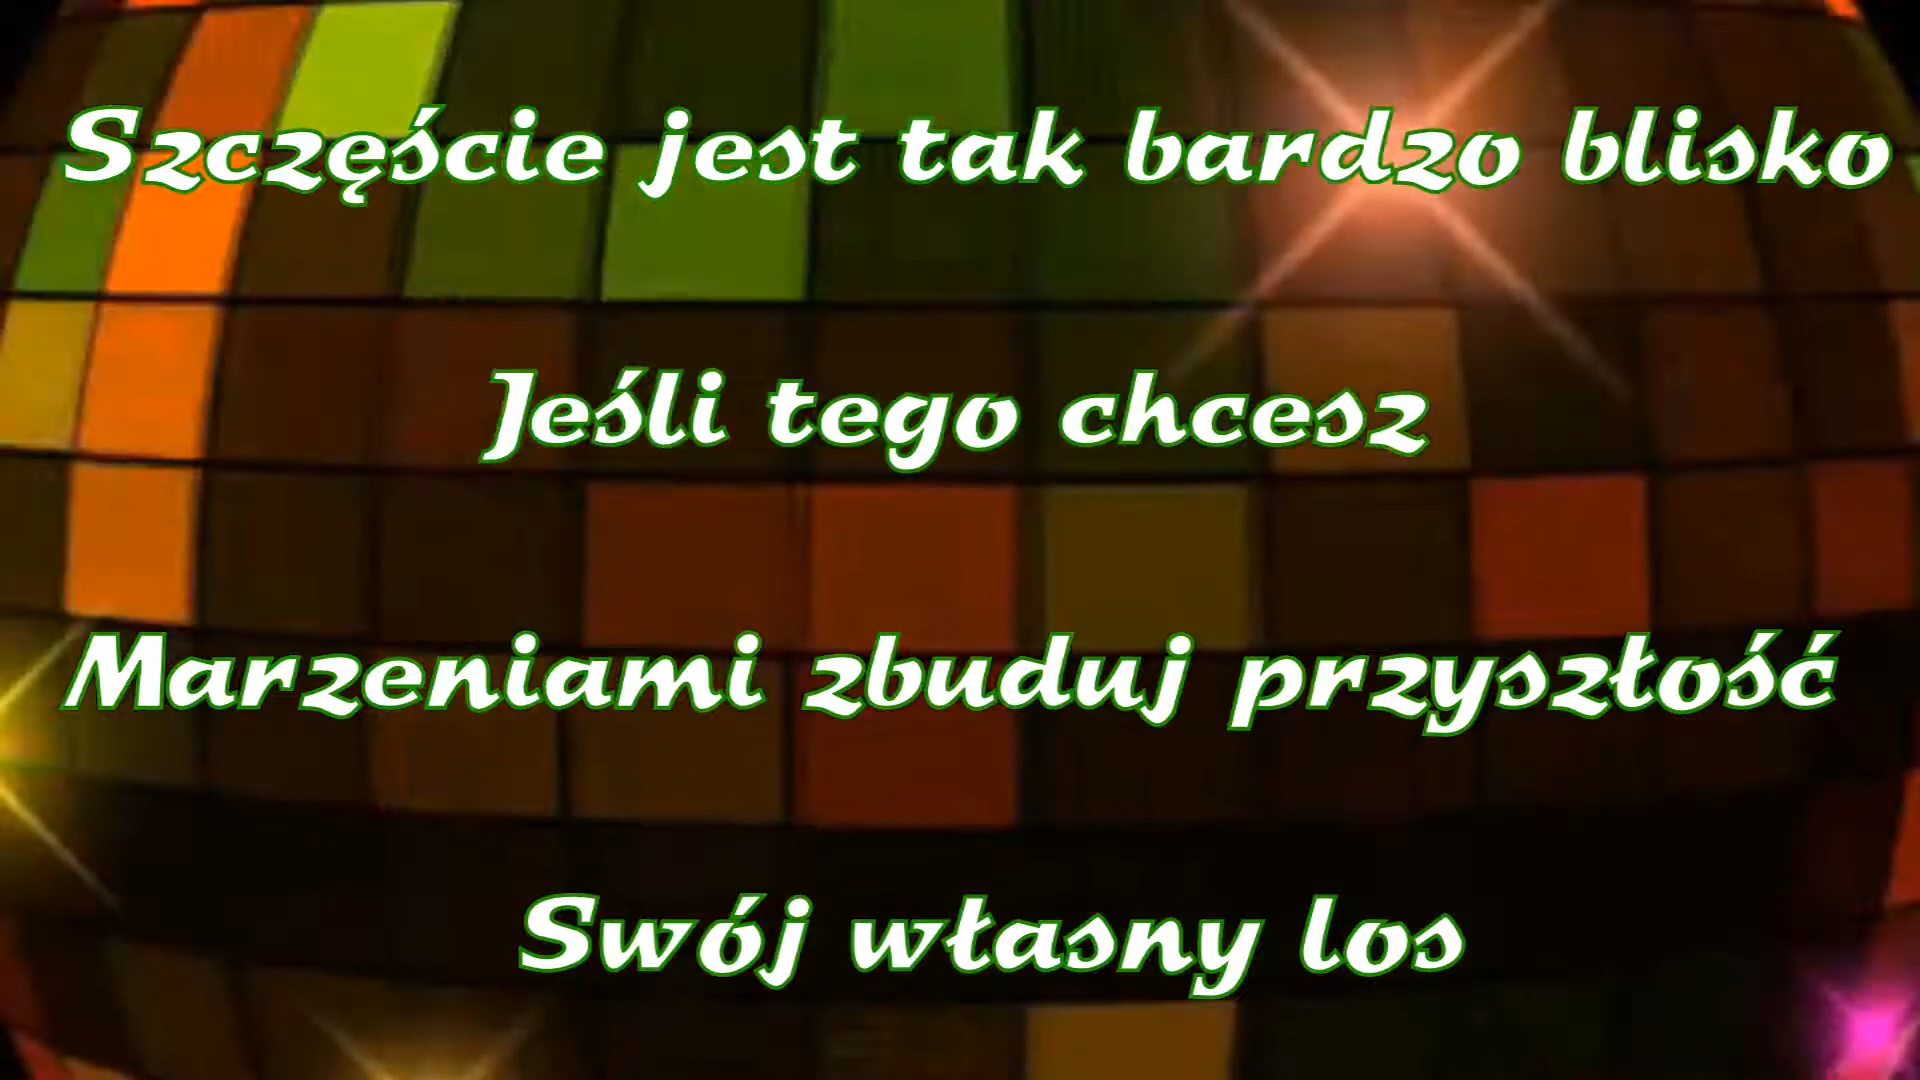 Szczęście jest tak bardzo blisko
Jeśli tego chcesz
Marzeniami zbuduj przyszłość
Swój własny los